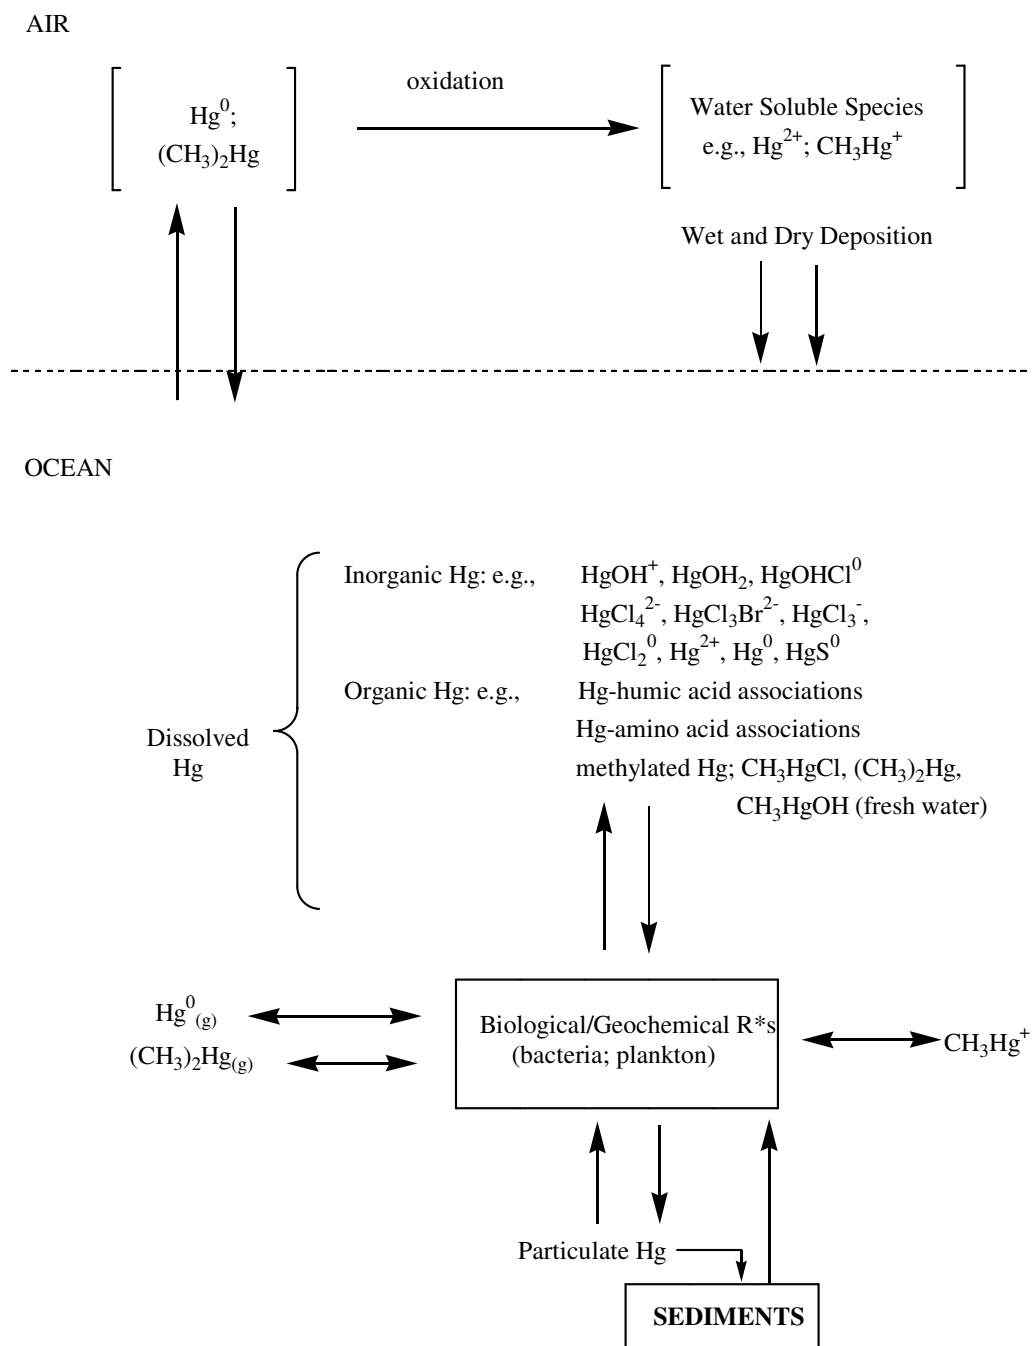 AIR
oxidation
Hg⁰;
(CH₃)₂Hg
Water Soluble Species
e.g., Hg²⁺; CH₃Hg⁺
Wet and Dry Deposition
OCEAN
Inorganic Hg: e.g., HgOH⁺, HgOH₂, HgOHCl⁰
HgCl₄²⁻, HgCl₃Br²⁻, HgCl₃⁻,
HgCl₂⁰, Hg²⁺, Hg⁰, HgS⁰
Organic Hg: e.g., Hg-humic acid associations
Hg-amino acid associations
Dissolved
Hg
methylated Hg; CH₃HgCl, (CH₃)₂Hg,
CH₃HgOH (fresh water)
Hg⁰₍g₎
(CH₃)₂Hg₍g₎
Biological/Geochemical R*s
(bacteria; plankton)
CH₃Hg⁺
Particulate Hg
SEDIMENTS